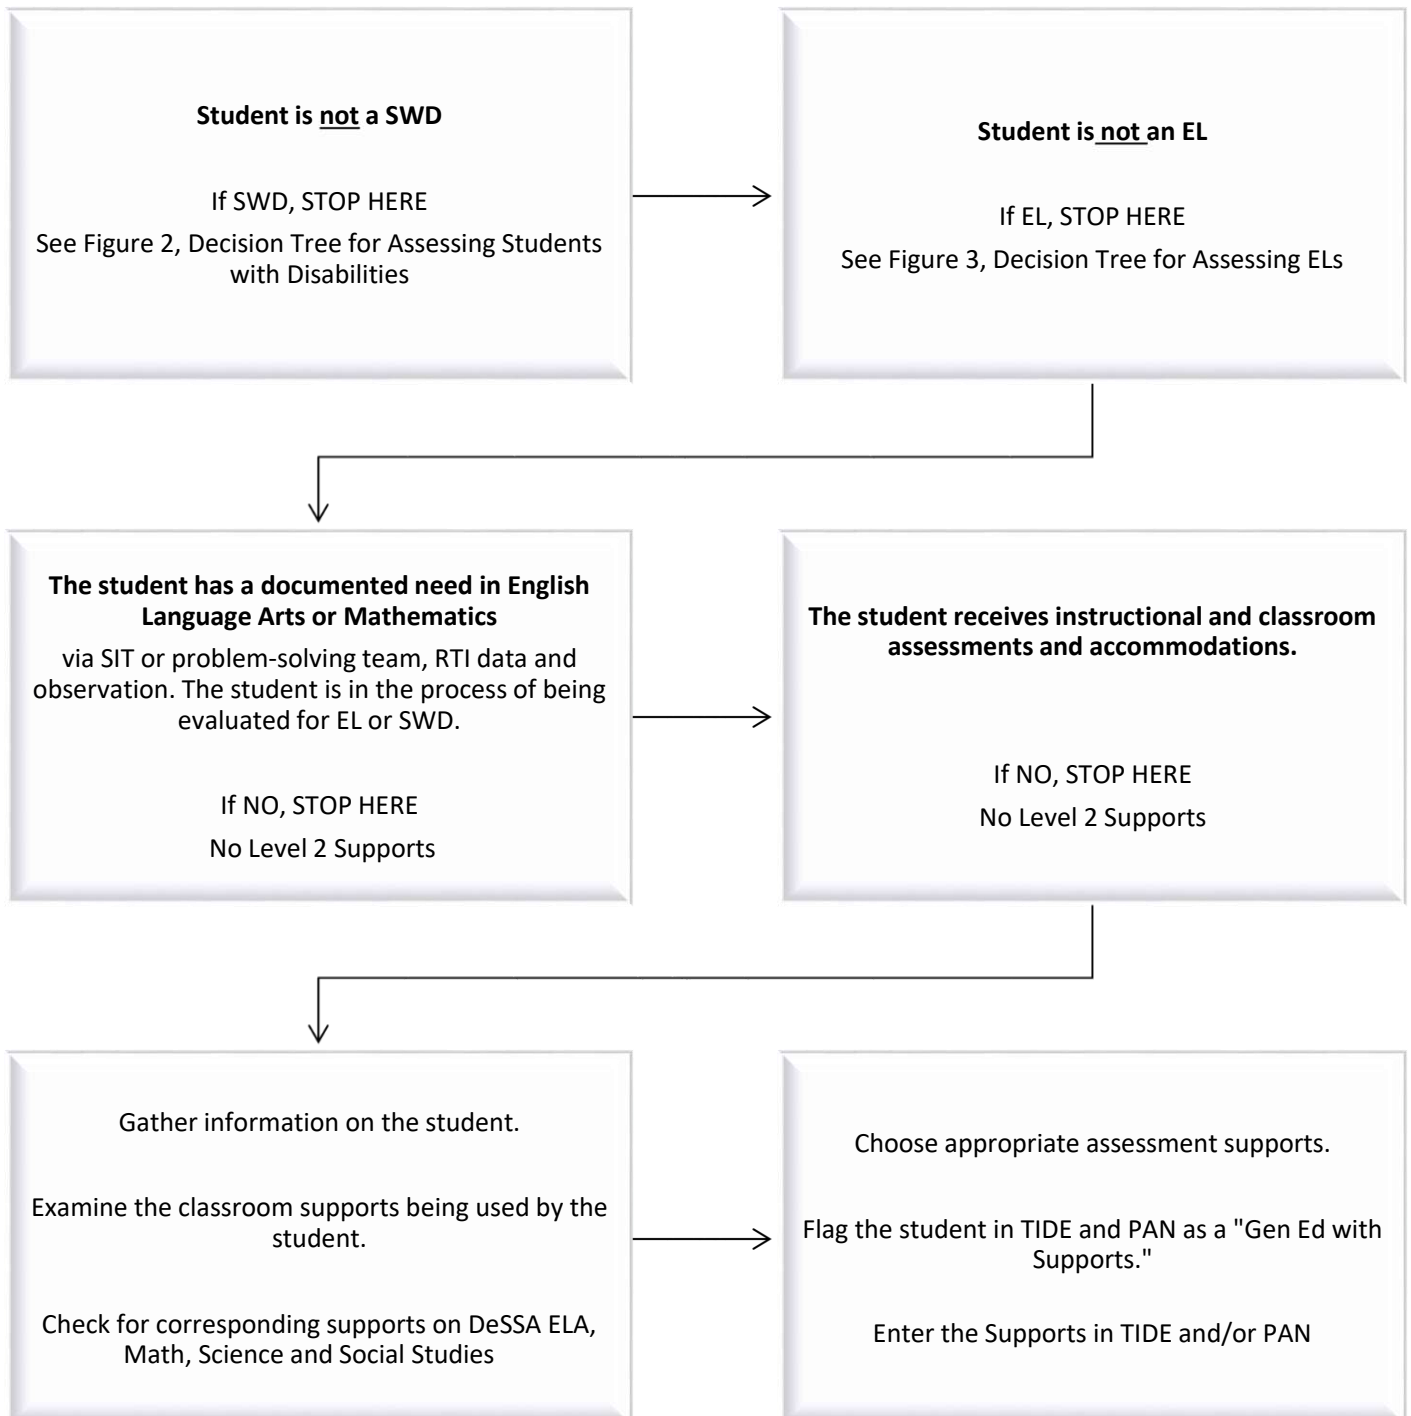 Student is not a SWD
If SWD, STOP HERE
See Figure 2, Decision Tree for Assessing Students
with Disabilities
Student is not an EL
If EL, STOP HERE
See Figure 3, Decision Tree for Assessing ELs
The student has a documented need in English
Language Arts or Mathematics
via SIT or problem-solving team, RTI data and
observation. The student is in the process of being
evaluated for EL or SWD.
If NO, STOP HERE
No Level 2 Supports
The student receives instructional and classroom
assessments and accommodations.
If NO, STOP HERE
No Level 2 Supports
Gather information on the student.
Examine the classroom supports being used by the
student.
Check for corresponding supports on DeSSA ELA,
Math, Science and Social Studies
Choose appropriate assessment supports.
Flag the student in TIDE and PAN as a "Gen Ed with
Supports."
Enter the Supports in TIDE and/or PAN